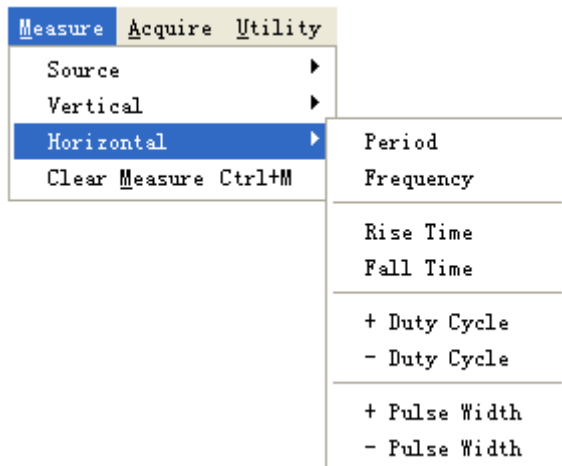 Measure Acquire Utility
Source
Vertical
Horizontal
Clear Measure Ctrl+M
Period
Frequency
Rise Time
Fall Time
+ Duty Cycle
- Duty Cycle
+ Pulse Width
- Pulse Width